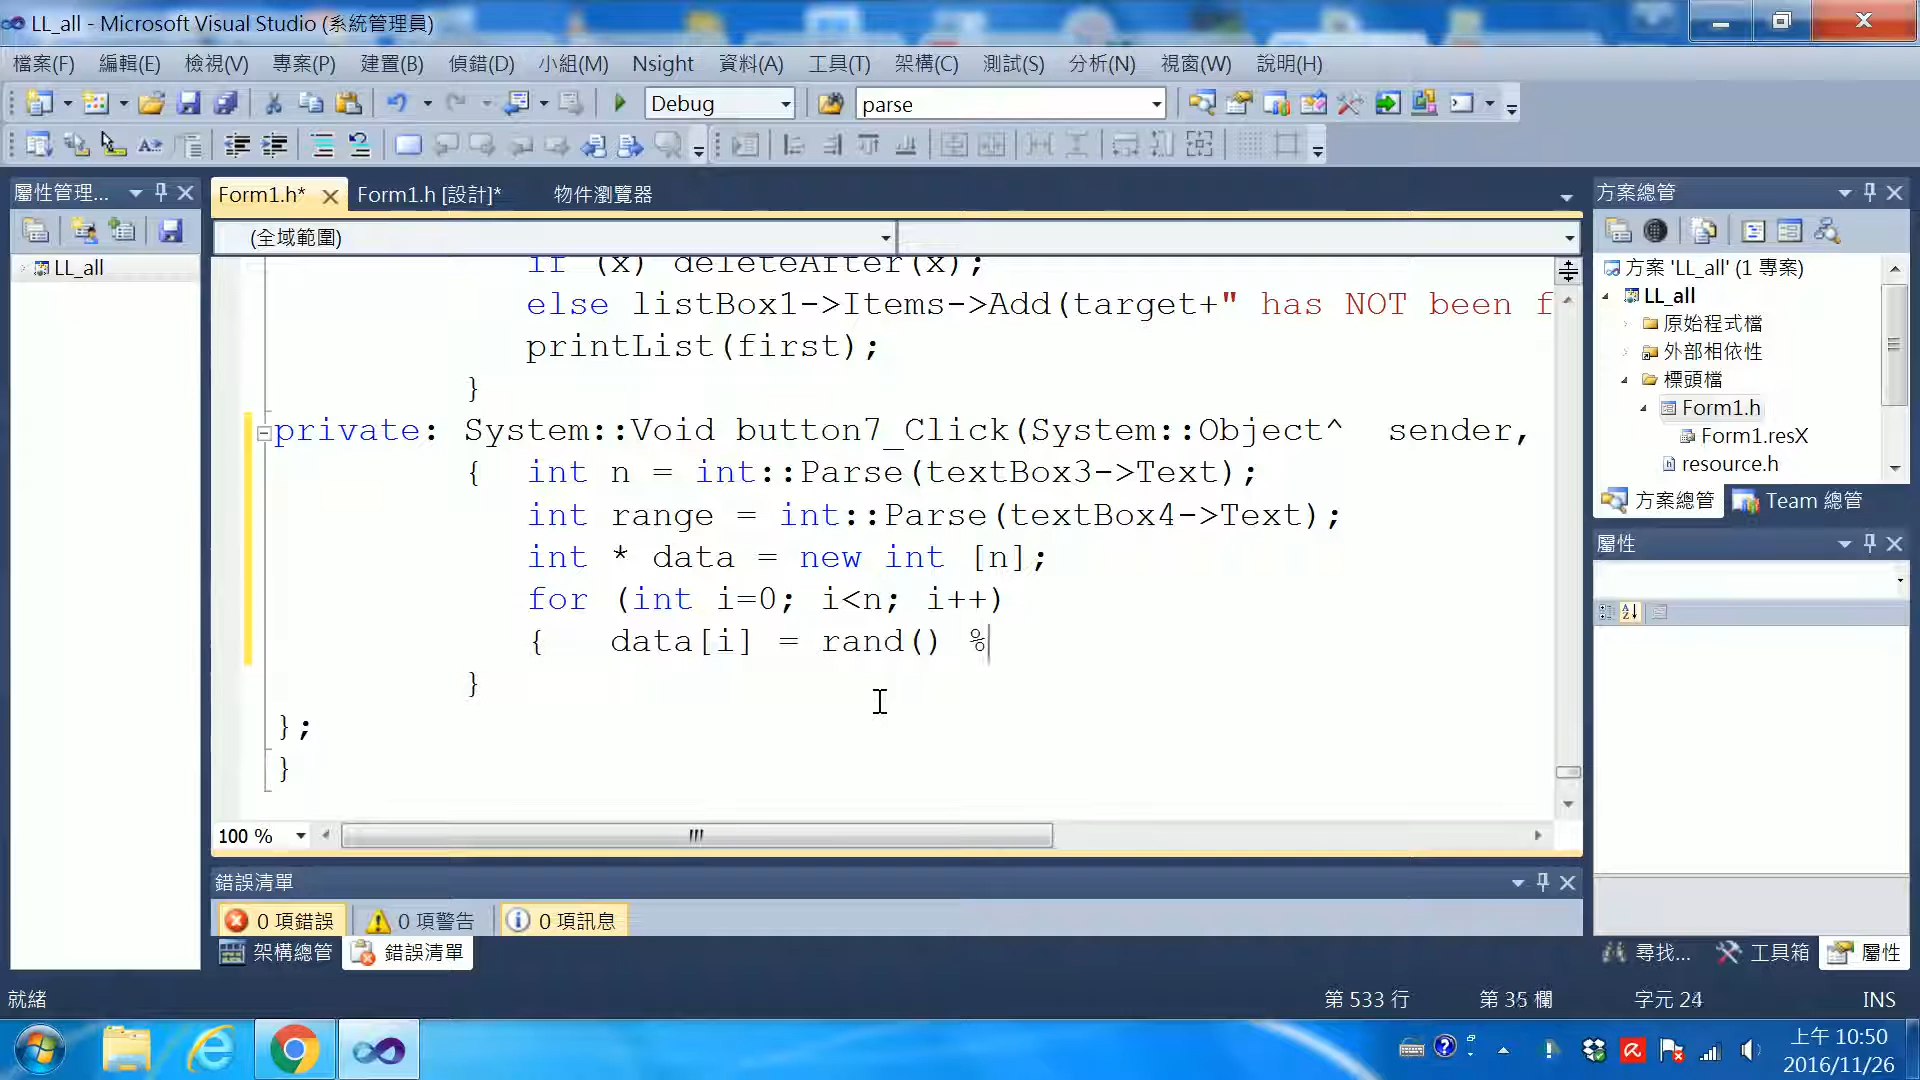 LL_all - Microsoft Visual Studio (系統管理員)
檔案(F) 編輯(E) 檢視(V) 專案(P) 建置(B) 偵錯(D) 小組(M) Nsight 資料(A) 工具(T) 架構(C) 測試(S) 分析(N) 視窗(W) 說明(H)
Debug parse
屬性管理... Form1.h* Form1.h [設計]* 物件瀏覽器 方案總管
(全域範圍)
LL_all
if (x) deleteAfter(x);
else listBox1->Items->Add(target+" has NOT been f
printList(first);
}
private: System::Void button7_Click(System::Object^  sender,
{ int n = int::Parse(textBox3->Text);
int range = int::Parse(textBox4->Text);
int * data = new int [n];
for (int i=0; i<n; i++)
{ data[i] = rand() %
}
};
}
100 %
方案 'LL_all' (1 專案)
LL_all
原始程式檔
外部相依性
標頭檔
Form1.h
Form1.resX
resource.h
方案總管 Team 總管
屬性
錯誤清單
0 項錯誤 0 項警告 0 項訊息
架構總管 錯誤清單
尋找... 工具箱 屬性
就緒 第 533 行 第 35 欄 字元 24 INS
上午 10:50
2016/11/26